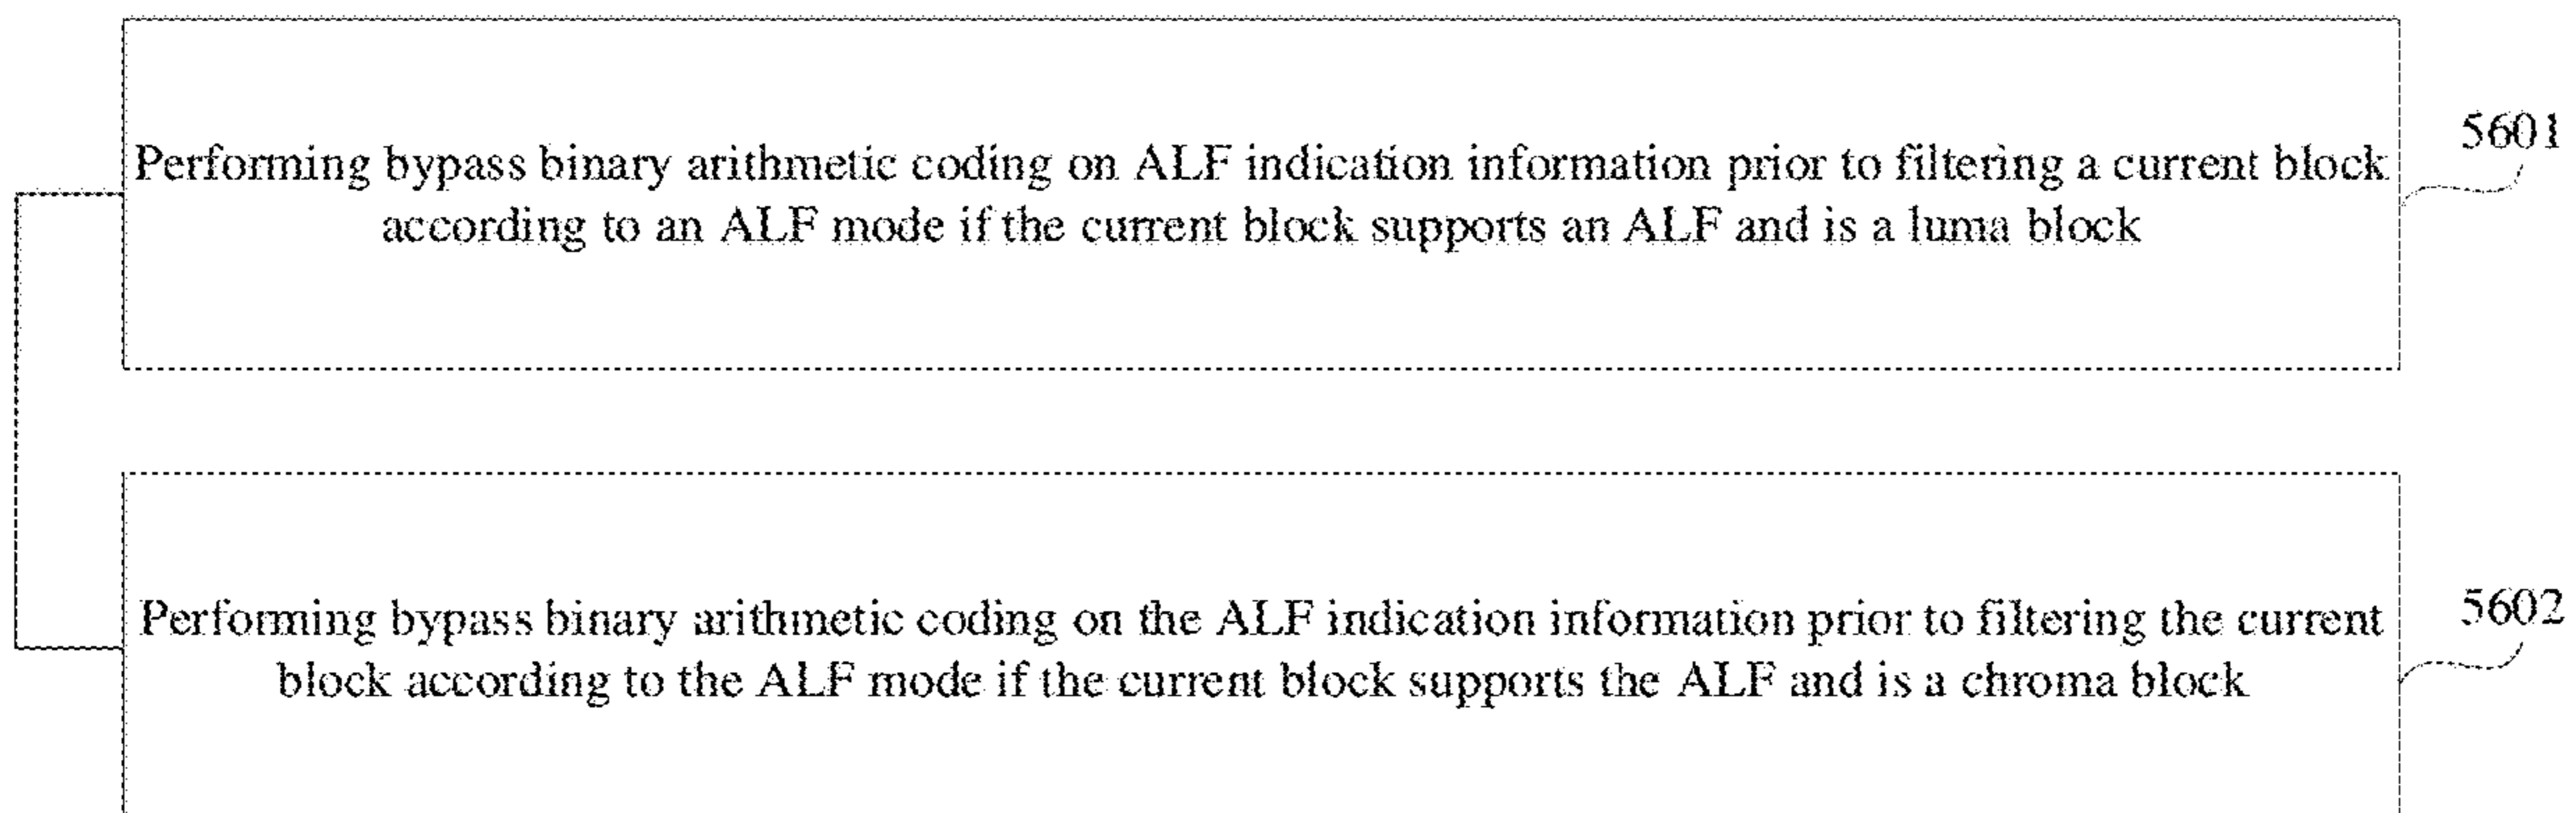 Performing bypass binary arithmetic coding on ALF indication information prior to filtering a current block
according to an ALF mode if the current block supports an ALF and is a luma block
5601
Performing bypass binary arithmetic coding on the ALF indication information prior to filtering the current
block according to the ALF mode if the current block supports the ALF and is a chroma block
5602